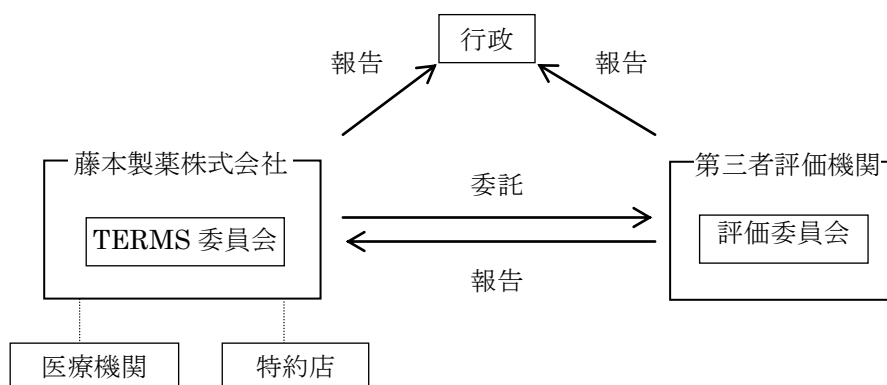 行政
報告
報告
藤本製薬株式会社
第三者評価機関
委託
TERMS 委員会
評価委員会
報告
医療機関
特約店